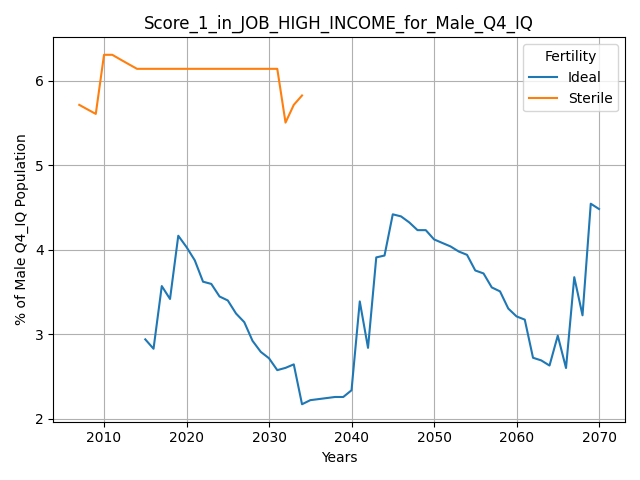 Score_1_in_JOB_HIGH_INCOME_for_Male_Q4_IQ
Fertility
Ideal
Sterile
% of Male Q4_IQ Population
6
5
4
3
2
2010 2020 2030 2040 2050 2060 2070
Years